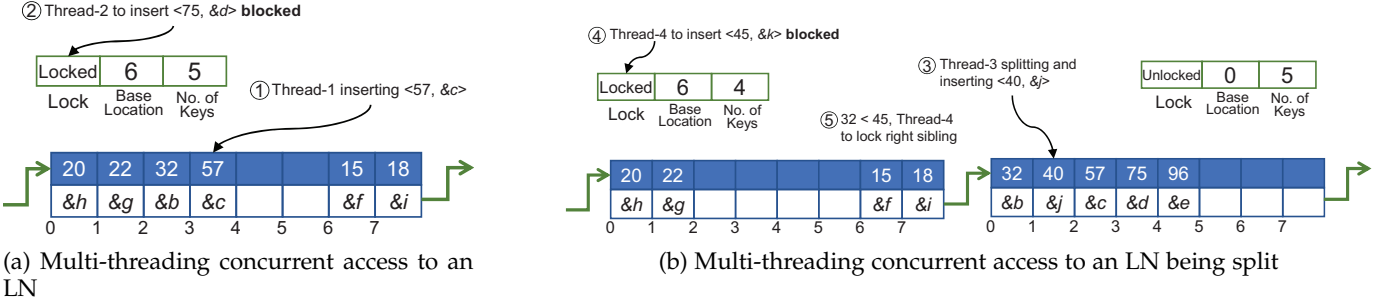 ② Thread-2 to insert <75, &d> blocked
Locked 6 5
Lock Base Location No. of Keys
① Thread-1 inserting <57, &c>
20 22 32 57 15 18
&h &g &b &c &f &i
0 1 2 3 4 5 6 7
(a) Multi-threading concurrent access to an
LN
④ Thread-4 to insert <45, &k> blocked
Locked 6 4
Lock Base Location No. of Keys
③ Thread-3 splitting and
inserting <40, &j>
Unlocked 0 5
Lock Base Location No. of Keys
⑤ 32 < 45, Thread-4
to lock right sibling
20 22 15 18
&h &g &f &i
0 1 2 3 4 5 6 7
32 40 57 75 96
&b &j &c &d &e
0 1 2 3 4 5 6 7
(b) Multi-threading concurrent access to an LN being split